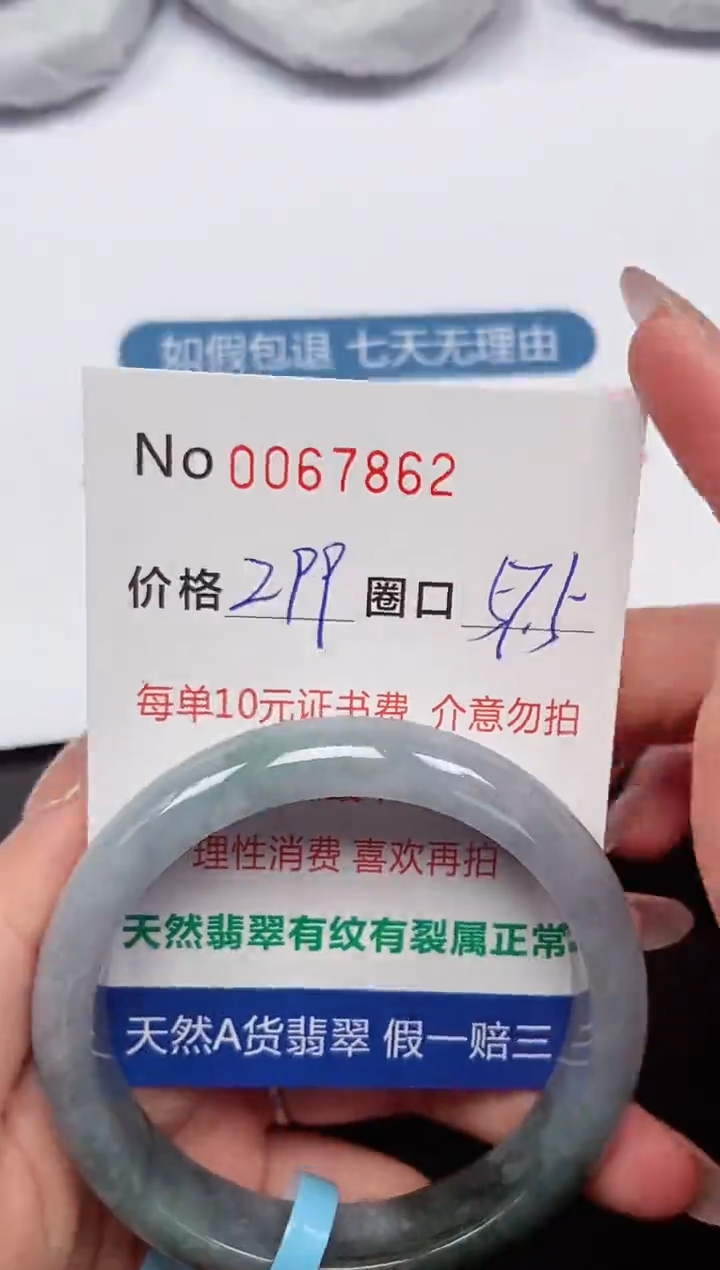 如假包退 七天无理由
No 0067862
价格 299 圈口 57.5
每单10元证书费 介意勿拍
理性消费 喜欢再拍
天然翡翠有纹有裂属正常
天然A货翡翠 假一赔三